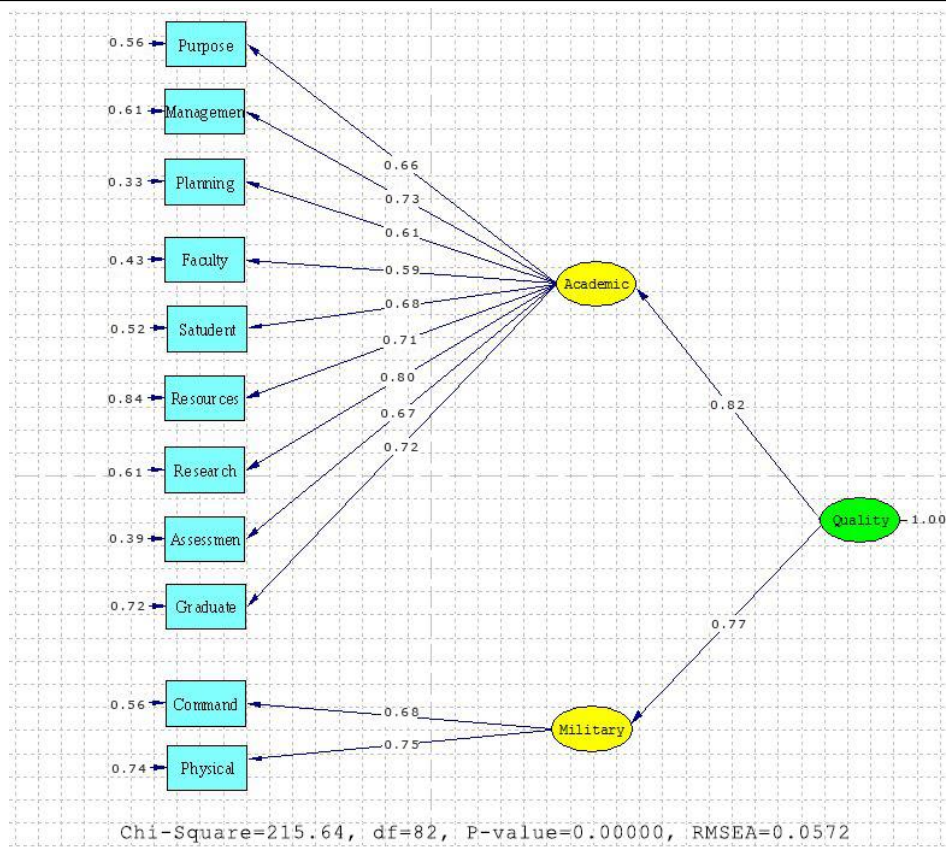 0.56 Purpose
0.61 Managemen
0.33 Planning
0.43 Faculty
0.52 Satudent
0.84 Resources
0.61 Research
0.39 Assessmen
0.72 Graduate
0.56 Command
0.74 Physical
0.66
0.73
0.61
0.59
0.68
0.71
0.80
0.67
0.72
0.68
0.75
Academic
Military
0.82
0.77
Quality 1.00
Chi-Square=215.64, df=82, P-value=0.00000, RMSEA=0.0572